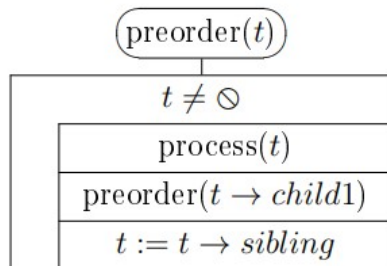 preorder(t)
t ≠ ⦸
process(t)
preorder(t → child1)
t := t → sibling